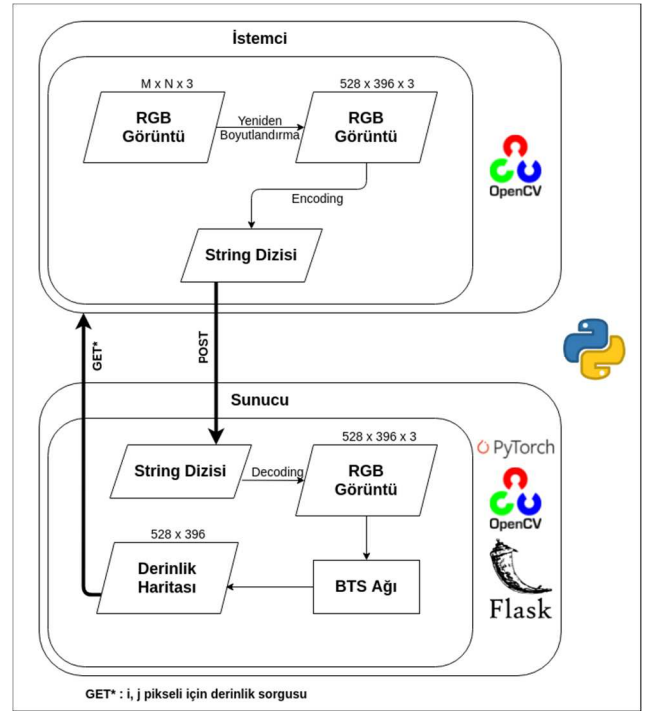 İstemci
M x N x 3
528 x 396 x 3
RGB
Görüntü
Yeniden
Boyutlandırma
RGB
Görüntü
OpenCV
Encoding
String Dizisi
GET*
POST
Sunucu
528 x 396 x 3
String Dizisi
Decoding
RGB
Görüntü
PyTorch
OpenCV
528 x 396
Derinlik
Haritası
BTS Ağı
Flask
GET* : i, j pikseli için derinlik sorgusu